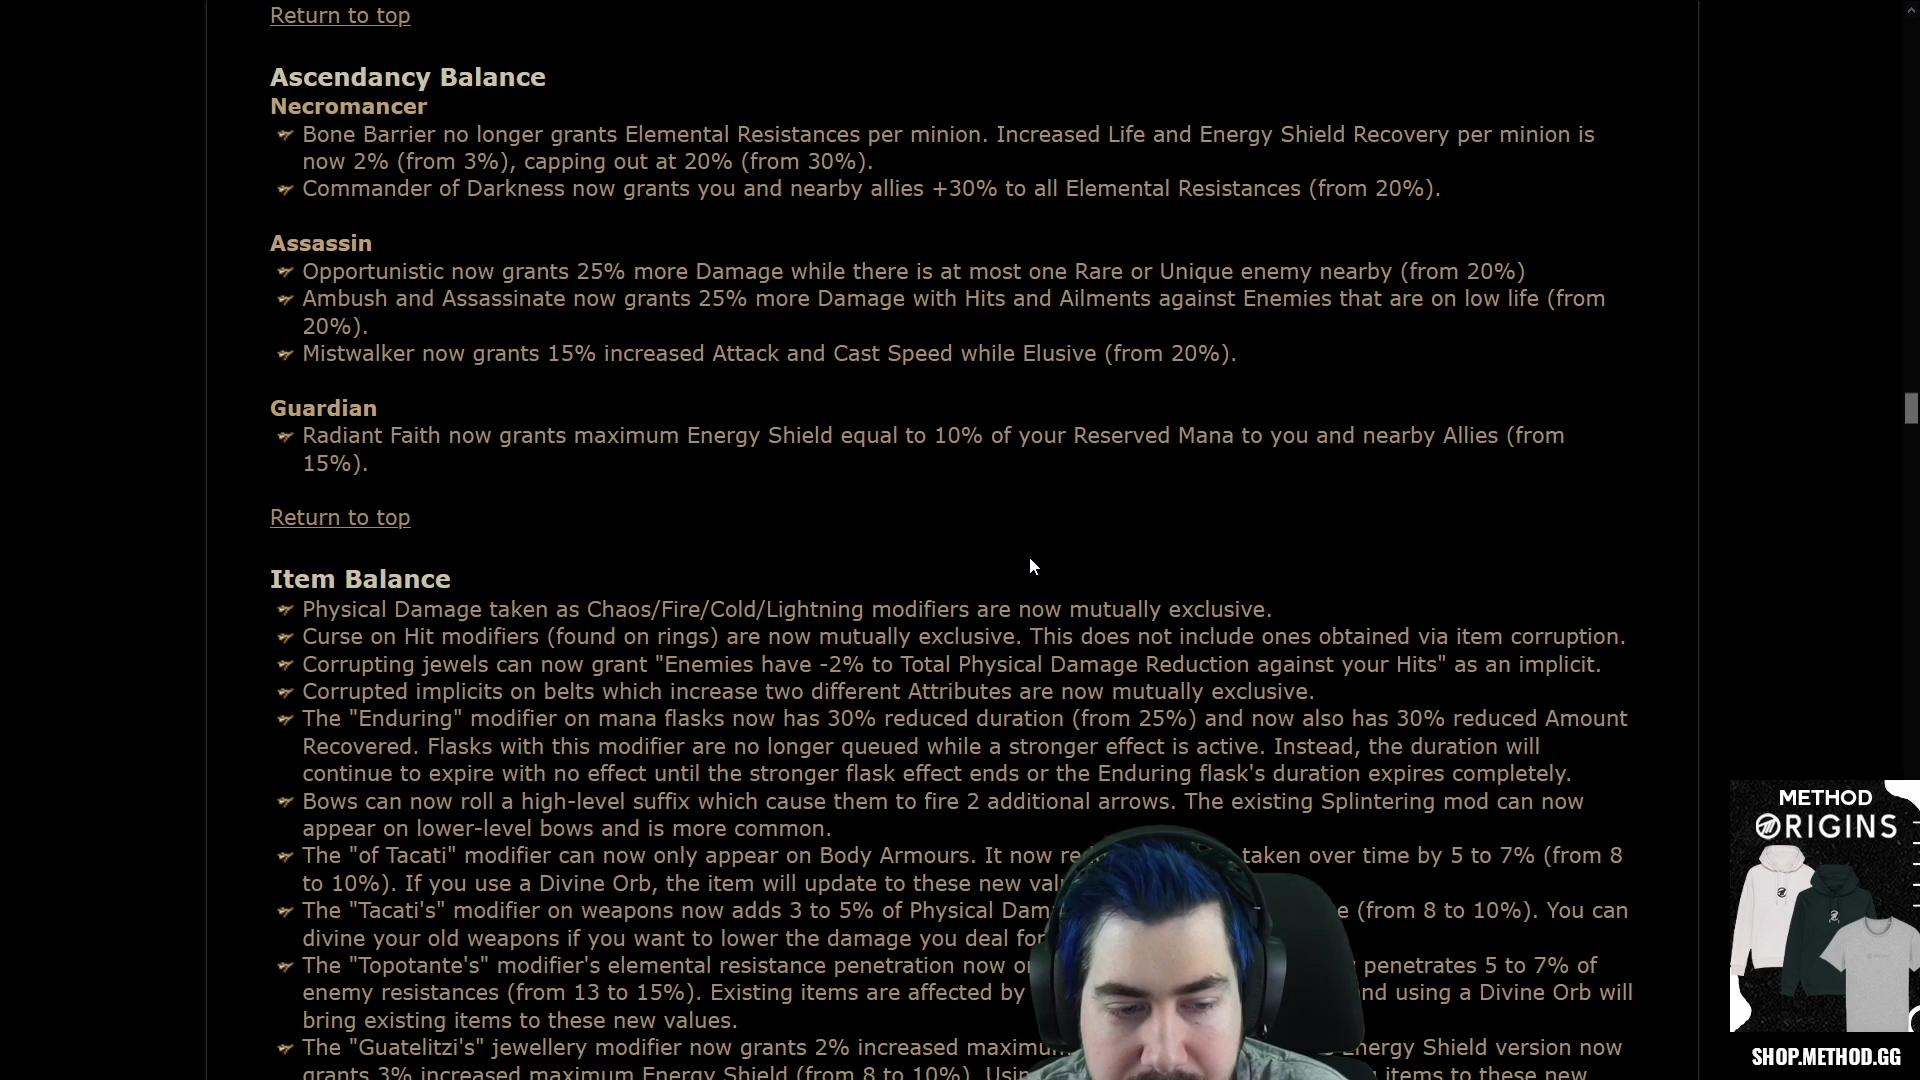 Return to top
Ascendancy Balance
Necromancer
Bone Barrier no longer grants Elemental Resistances per minion. Increased Life and Energy Shield Recovery per minion is
now 2% (from 3%), capping out at 20% (from 30%).
Commander of Darkness now grants you and nearby allies +30% to all Elemental Resistances (from 20%).
Assassin
Opportunistic now grants 25% more Damage while there is at most one Rare or Unique enemy nearby (from 20%)
Ambush and Assassinate now grants 25% more Damage with Hits and Ailments against Enemies that are on low life (from
20%).
Mistwalker now grants 15% increased Attack and Cast Speed while Elusive (from 20%).
Guardian
Radiant Faith now grants maximum Energy Shield equal to 10% of your Reserved Mana to you and nearby Allies (from
15%).
Return to top
Item Balance
Physical Damage taken as Chaos/Fire/Cold/Lightning modifiers are now mutually exclusive.
Curse on Hit modifiers (found on rings) are now mutually exclusive. This does not include ones obtained via item corruption.
Corrupting jewels can now grant "Enemies have -2% to Total Physical Damage Reduction against your Hits" as an implicit.
Corrupted implicits on belts which increase two different Attributes are now mutually exclusive.
The "Enduring" modifier on mana flasks now has 30% reduced duration (from 25%) and now also has 30% reduced Amount
Recovered. Flasks with this modifier are no longer queued while a stronger effect is active. Instead, the duration will
continue to expire with no effect until the stronger flask effect ends or the Enduring flask's duration expires completely.
Bows can now roll a high-level suffix which cause them to fire 2 additional arrows. The existing Splintering mod can now
appear on lower-level bows and is more common.
The "of Tacati" modifier can now only appear on Body Armours. It now taken over time by 5 to 7% (from 8
to 10%). If you use a Divine Orb, the item will update to these new
The "Tacati's" modifier on weapons now adds 3 to 5% of Physical (from 8 to 10%). You can
divine your old weapons if you want to lower the damage you deal
The "Topotante's" modifier's elemental resistance penetration now penetrates 5 to 7% of
enemy resistances (from 13 to 15%). Existing items are affected by using a Divine Orb will
bring existing items to these new values.
The "Guatelitzi's" jewellery modifier now grants 2% increased Energy Shield version now
grants 3% increased maximum Energy Shield (from 8 to 10%). items to these new
METHOD
ORIGINS
SHOP.METHOD.GG